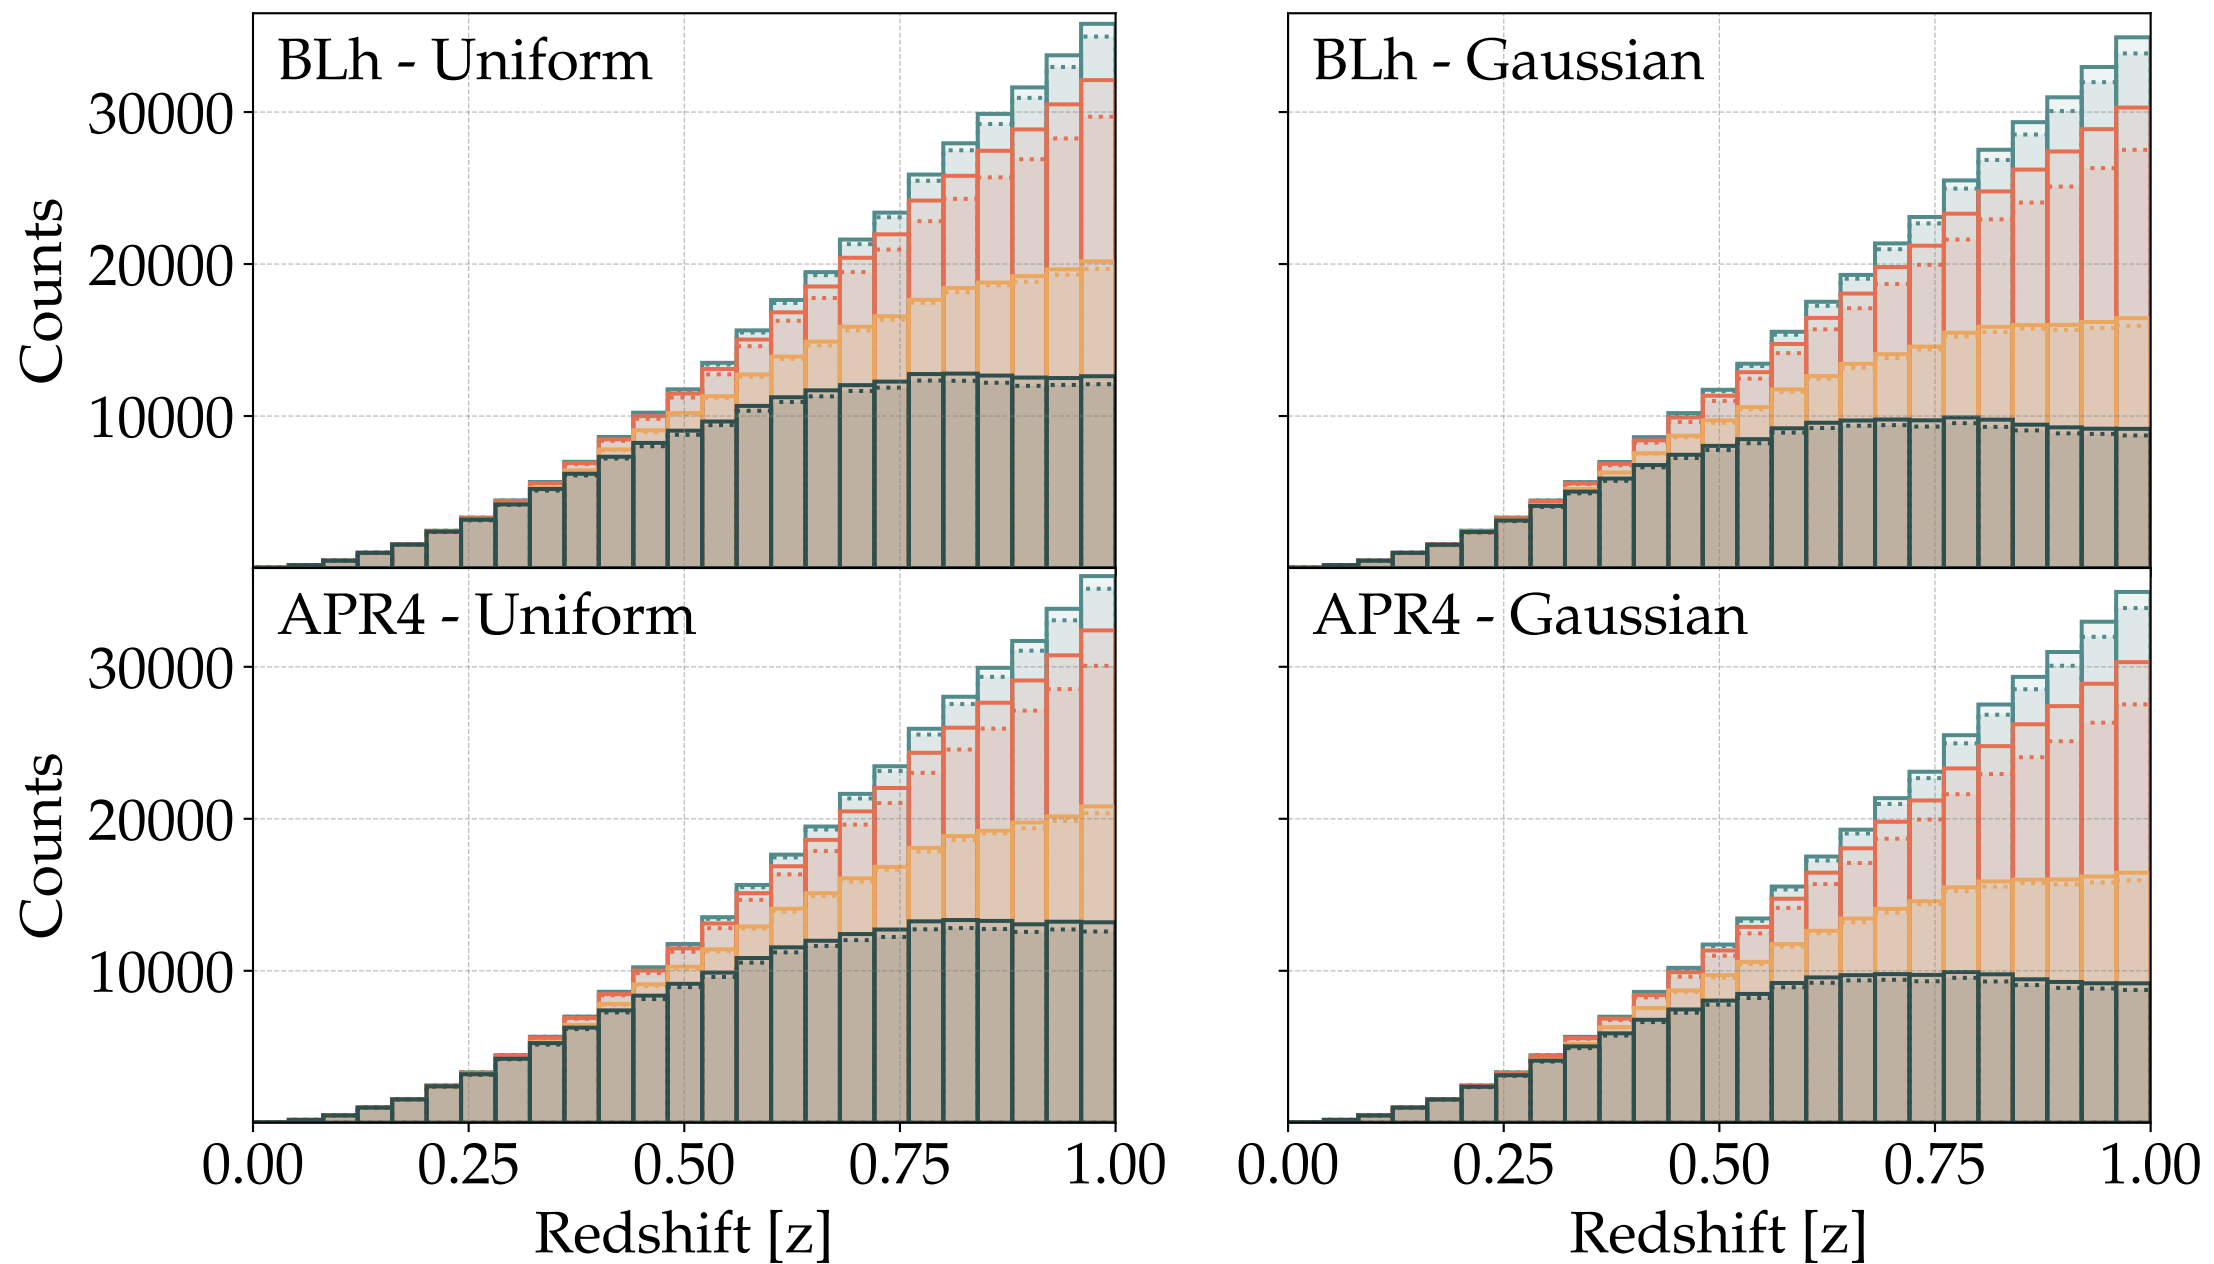 BLh - Uniform
BLh - Gaussian
30000
20000
10000
Counts
APR4 - Uniform
APR4 - Gaussian
30000
20000
10000
Counts
0.00 0.25 0.50 0.75 1.00
0.00 0.25 0.50 0.75 1.00
Redshift [z]
Redshift [z]